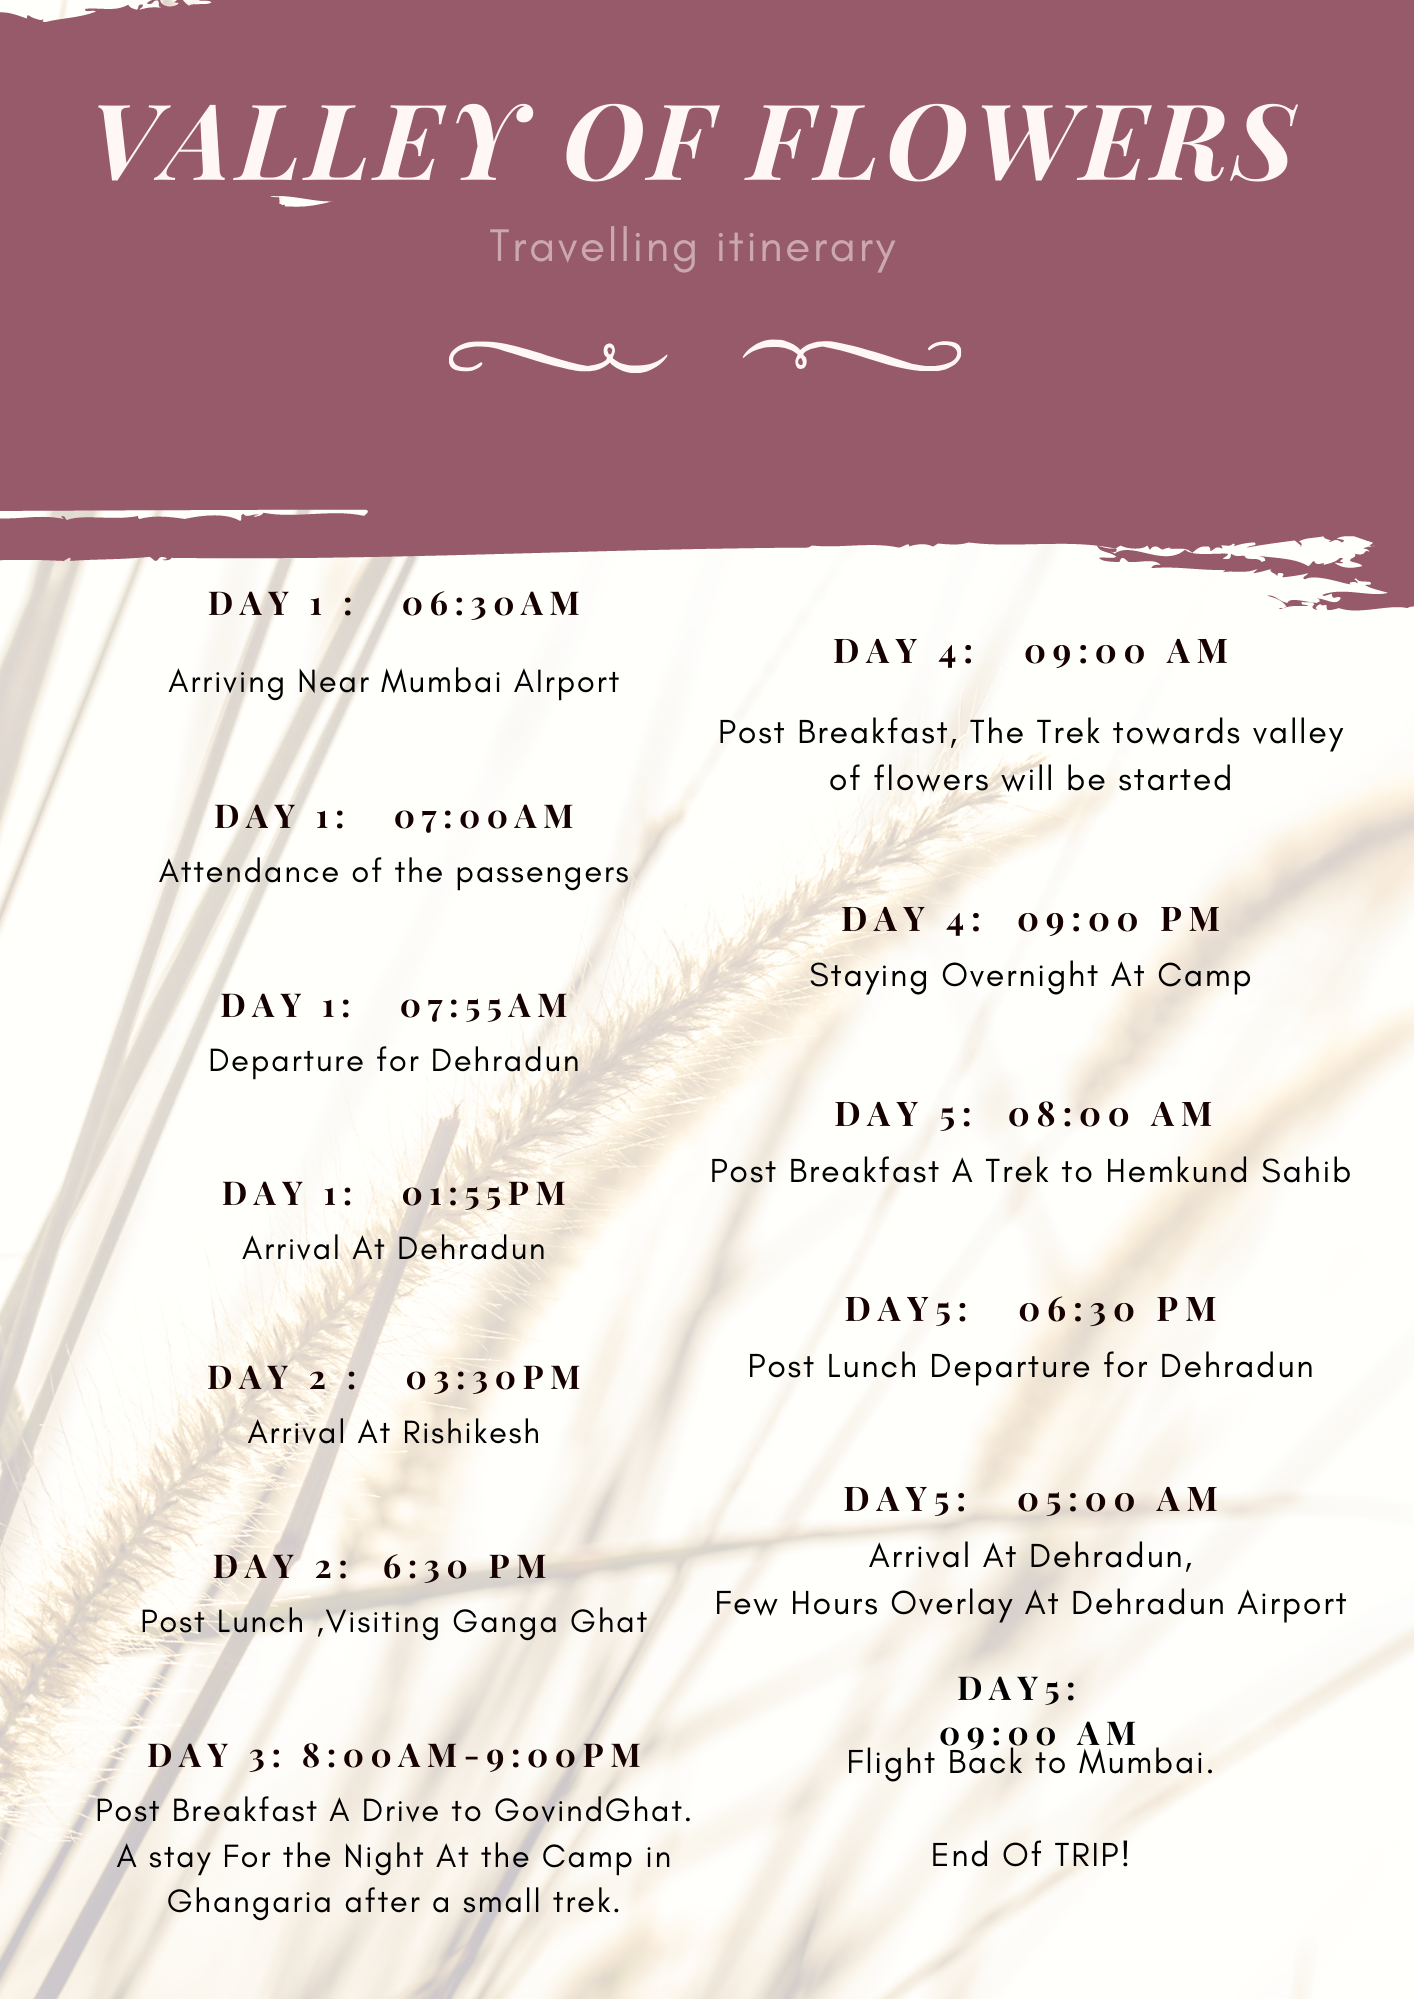 VALLEY OF FLOWERS
Travelling itinerary
DAY 1 : 06:30AM
Arriving Near Mumbai AIrport
DAY 1: 07:00AM
Attendance of the passengers
DAY 1: 07:55AM
Departure for Dehradun
DAY 1: 01:55PM
Arrival At Dehradun
DAY 2 : 03:30PM
Arrival At Rishikesh
DAY 2: 6:30 PM
Post Lunch ,Visiting Ganga Ghat
DAY 3: 8:00AM-9:00PM
Post Breakfast A Drive to GovindGhat.
A stay For the Night At the Camp in
Ghangaria after a small trek.
DAY 4: 09:00 AM
Post Breakfast, The Trek towards valley
of flowers will be started
DAY 4: 09:00 PM
Staying Overnight At Camp
DAY 5: 08:00 AM
Post Breakfast A Trek to Hemkund Sahib
DAY5: 06:30 PM
Post Lunch Departure for Dehradun
DAY5: 05:00 AM
Arrival At Dehradun,
Few Hours Overlay At Dehradun Airport
DAY5:
09:00 AM
Flight Back to Mumbai.
End Of TRIP!